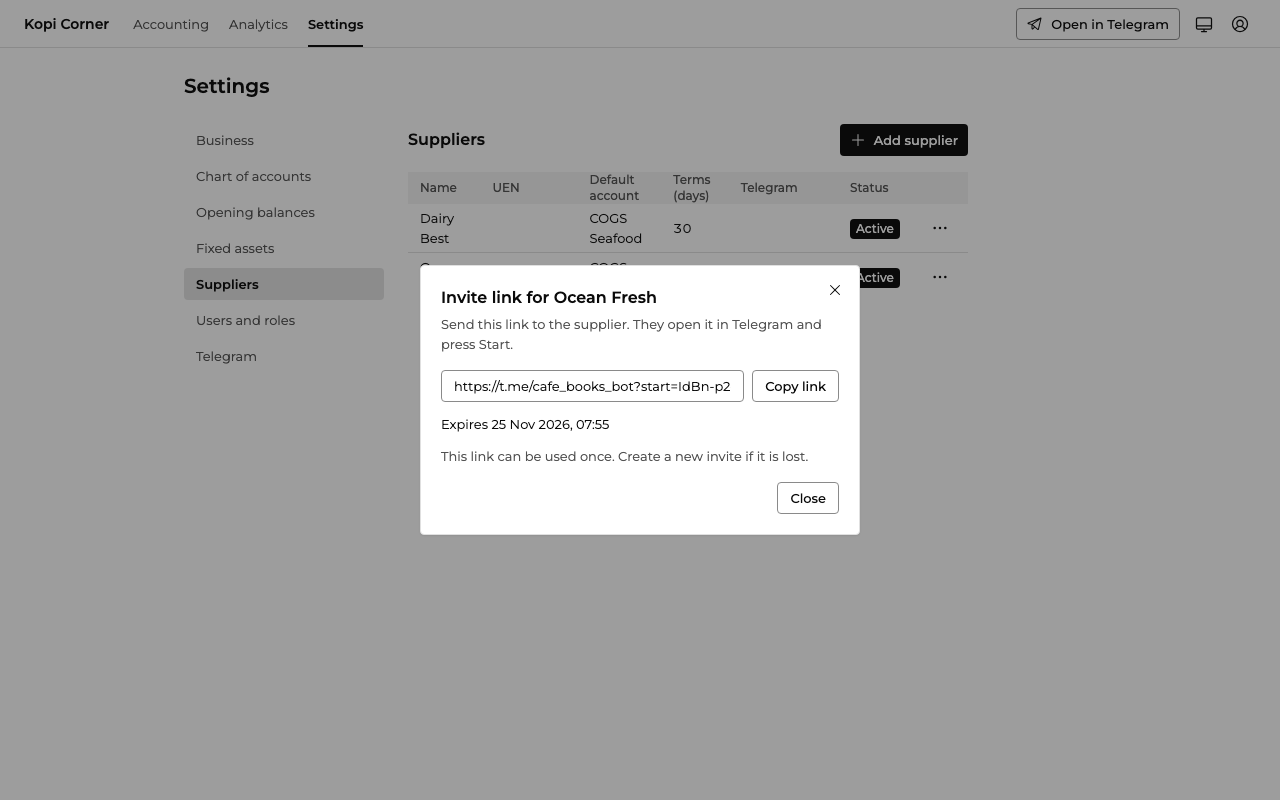 Kopi Corner
Accounting
Analytics
Settings
Open in Telegram
Settings
Business
Chart of accounts
Opening balances
Fixed assets
Suppliers
Users and roles
Telegram
Suppliers
Add supplier
Name
UEN
Default
account
Terms
(days)
Telegram
Status
Dairy
Best
COGS
Seafood
30
Active
Active
Invite link for Ocean Fresh
Send this link to the supplier. They open it in Telegram and
press Start.
https://t.me/cafe_books_bot?start=IdBn-p2
Copy link
Expires 25 Nov 2026, 07:55
This link can be used once. Create a new invite if it is lost.
Close